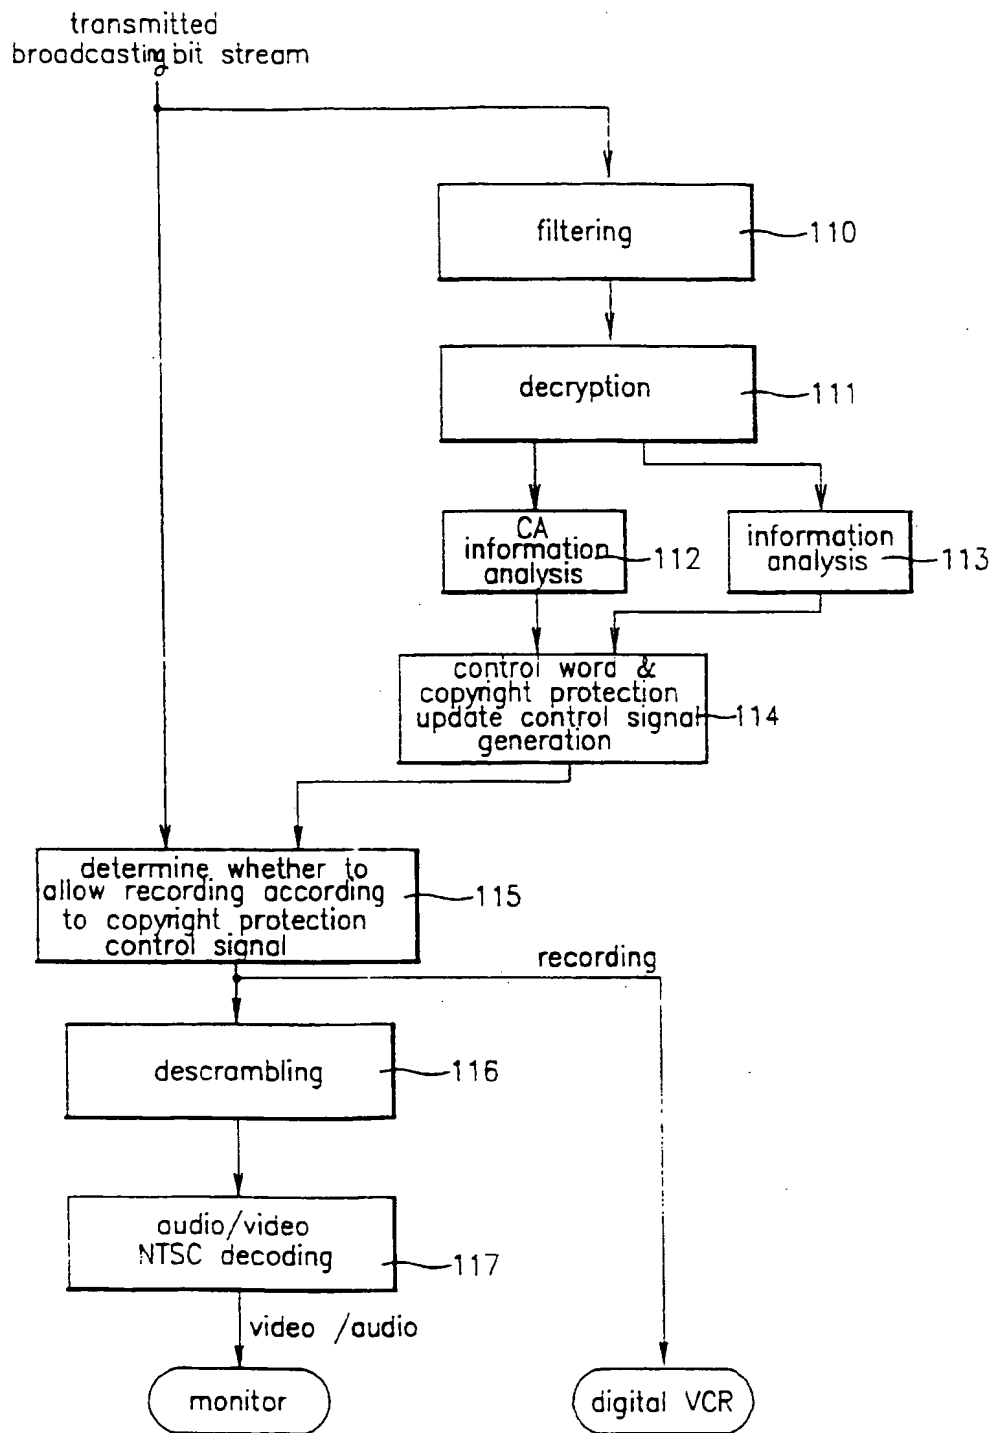 transmitted
broadcasting bit stream
filtering
110
decryption
111
CA
information
analysis
112
information
analysis
113
control word &
copyright protection
update control signal
generation
114
determine whether to
allow recording according
to copyright protection
control signal
115
recording
descrambling
116
audio/video
NTSC decoding
117
video /audio
monitor
digital VCR